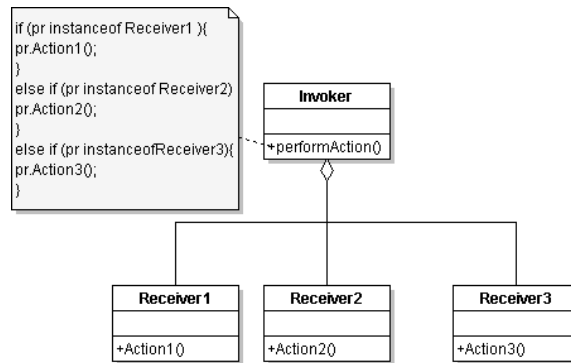 if (pr instanceof Receiver1 ){
pr.Action1();
}
else if (pr instanceof Receiver2)
pr.Action2();
}
else if (pr instanceofReceiver3){
pr.Action3();
}
Invoker
+performAction()
Receiver1
+Action1()
Receiver2
+Action2()
Receiver3
+Action3()